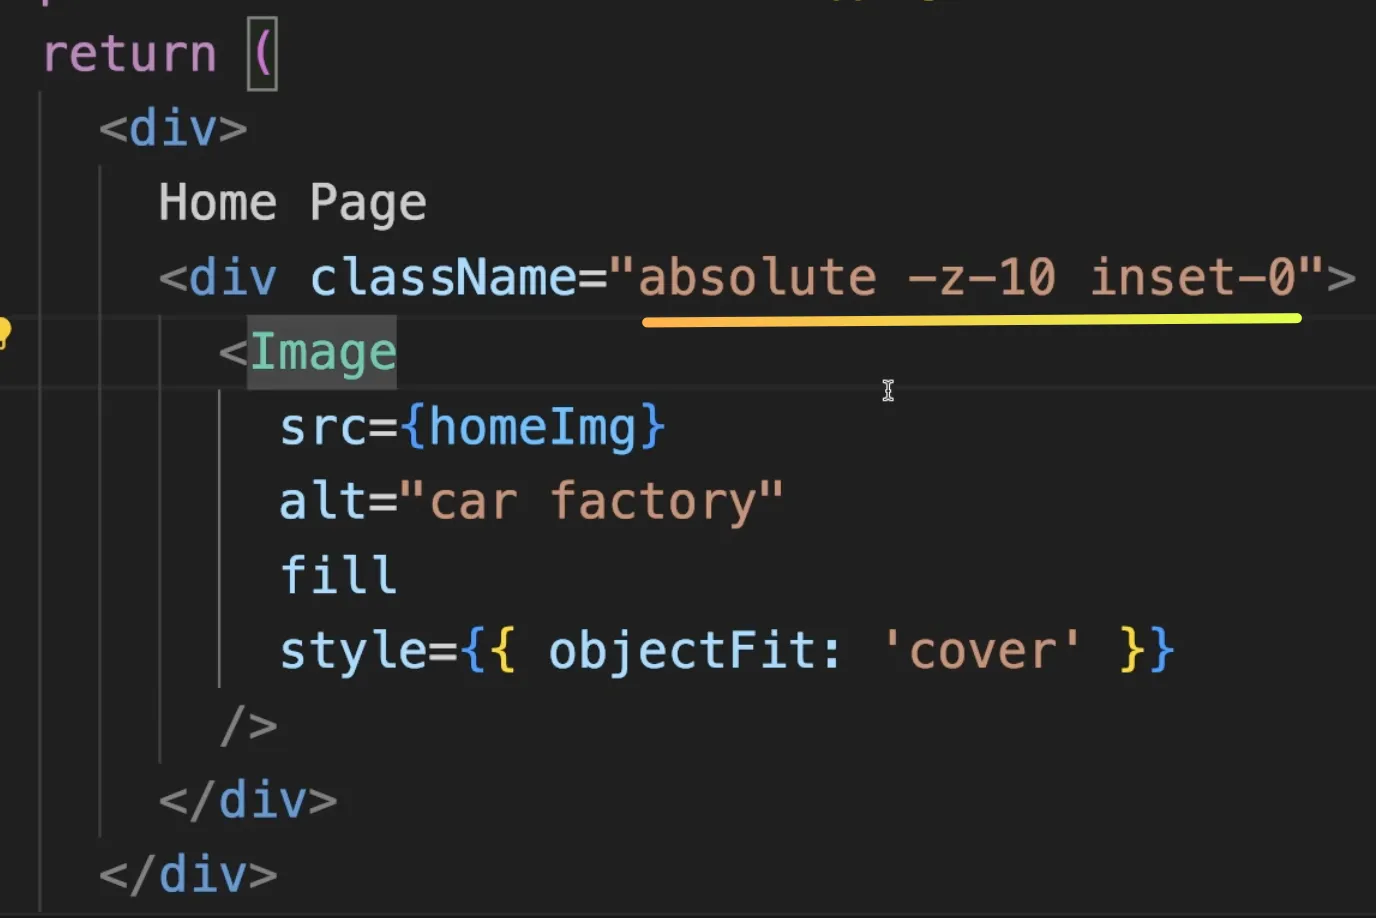 return (
<div>
Home Page
<div className="absolute -z-10 inset-0">
<Image
src={homeImg}
alt="car factory"
fill
style={{ objectFit: 'cover' }}
/>
</div>
</div>